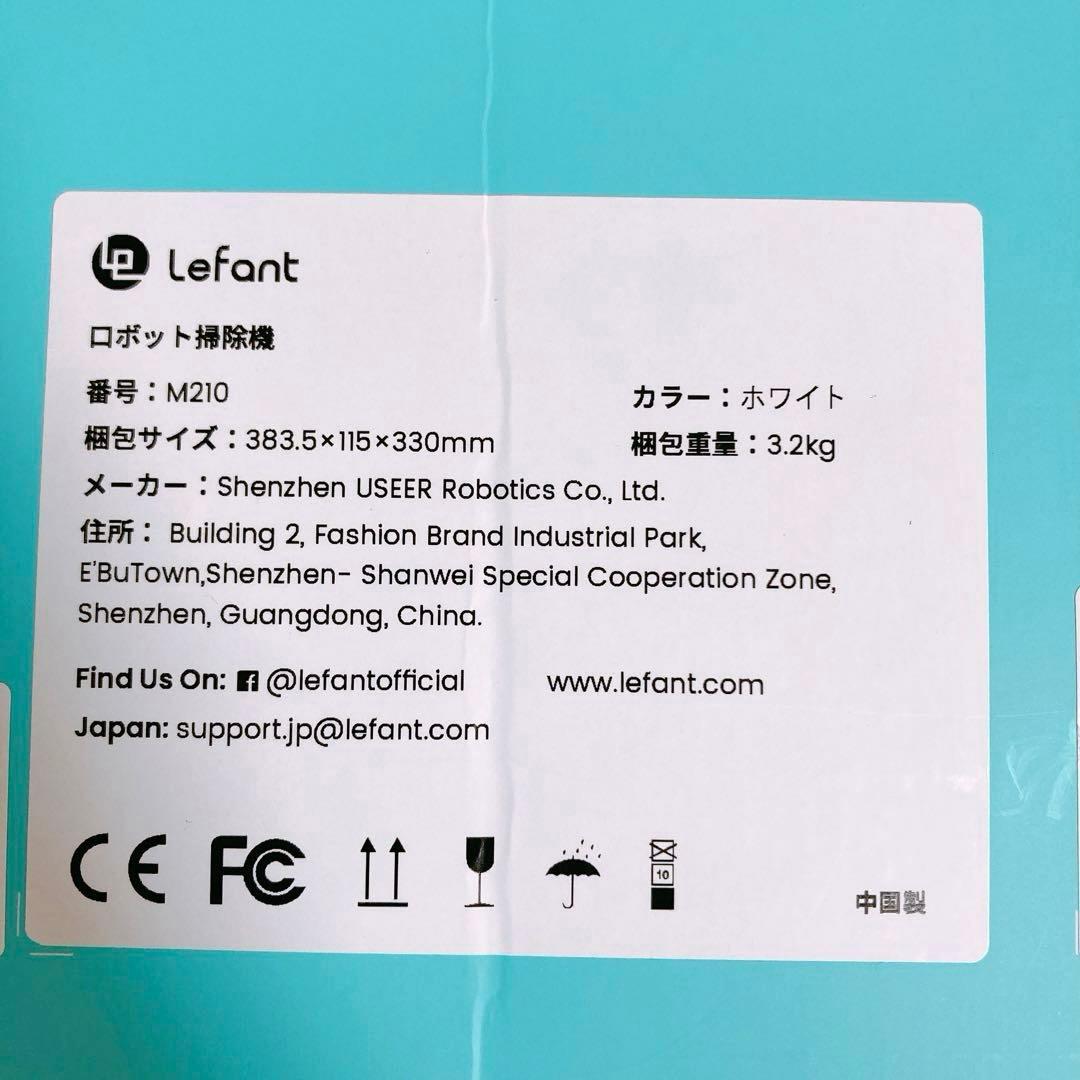 Lefant
ロボット掃除機
番号：M210
カラー：ホワイト
梱包サイズ：383.5×115×330mm
梱包重量：3.2kg
メーカー：Shenzhen USEER Robotics Co., Ltd.
住所： Building 2, Fashion Brand Industrial Park,
E'BuTown,Shenzhen- Shanwei Special Cooperation Zone,
Shenzhen, Guangdong, China.
Find Us On: @lefantofficial
www.lefant.com
Japan: support.jp@lefant.com
CE FC
10
中国製